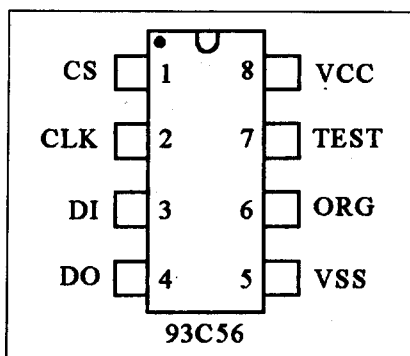 CS 1 8 VCC
CLK 2 7 TEST
DI 3 6 ORG
DO 4 5 VSS
93C56